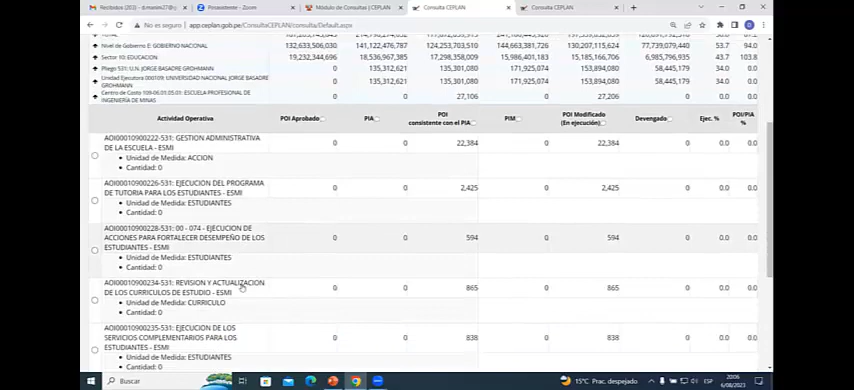 Recibidos (203) - d.manini27@g
Posavidente - Zoom
Módulo de Consultas | CEPLAN
Consulta CEPLAN
Consulta CEPLAN
No es seguro | app.ceplan.gob.pe/ConsultaCEPLAN/consulta/Default.aspx
Nivel de Gobierno E: GOBIERNO NACIONAL 132,633,506,030 141,122,476,787 124,253,710,513 144,663,381,726 130,207,115,624 77,739,079,440 53.7 94.0
Sector 10: EDUCACION 19,232,344,696 18,536,967,385 17,298,358,009 15,986,401,183 15,185,166,706 6,985,796,935 43.7 103.8
Pliego 531: U.N. JORGE BASADRE GROHMANN 0 135,312,621 135,301,080 171,925,074 153,894,080 58,445,179 34.0 0.0
Unidad Ejecutora 000109: UNIVERSIDAD NACIONAL JORGE BASADRE
GROHMANN 0 135,312,621 135,301,080 171,925,074 153,894,080 58,445,179 34.0 0.0
Centro de Costo 109-06.01.05.01: ESCUELA PROFESIONAL DE
INGENIERÍA DE MINAS 0 0 27,106 0 27,206 0 0.0 0.0
Actividad Operativa POI Aprobado PIA POI
consistente con el PIA PIM POI Modificado
(En ejecución) Devengado Ejec. % POI/PIA
%
AOI00010900222-531: GESTION ADMINISTRATIVA
DE LA ESCUELA - ESMI 0 0 22,384 0 22,384 0 0.0 0.0
Unidad de Medida: ACCION
Cantidad: 0
AOI00010900226-531: EJECUCION DEL PROGRAMA
DE TUTORIA PARA LOS ESTUDIANTES - ESMI 0 0 2,425 0 2,425 0 0.0 0.0
Unidad de Medida: ESTUDIANTES
Cantidad: 0
AOI00010900228-531: 00 - 074 - EJECUCION DE
ACCIONES PARA FORTALECER DESEMPEÑO DE LOS
ESTUDIANTES - ESMI 0 0 594 0 594 0 0.0 0.0
Unidad de Medida: ESTUDIANTES
Cantidad: 0
AOI00010900234-531: REVISION Y ACTUALIZACION
DE LOS CURRICULOS DE ESTUDIO - ESMI 0 0 865 0 865 0 0.0 0.0
Unidad de Medida: CURRICULO
Cantidad: 0
AOI00010900235-531: EJECUCION DE LOS
SERVICIOS COMPLEMENTARIOS PARA LOS
ESTUDIANTES - ESMI 0 0 838 0 838 0 0.0 0.0
Unidad de Medida: ESTUDIANTES
Cantidad: 0
Buscar
15°C Prac. despejado
ESP
20:06
6/08/2023